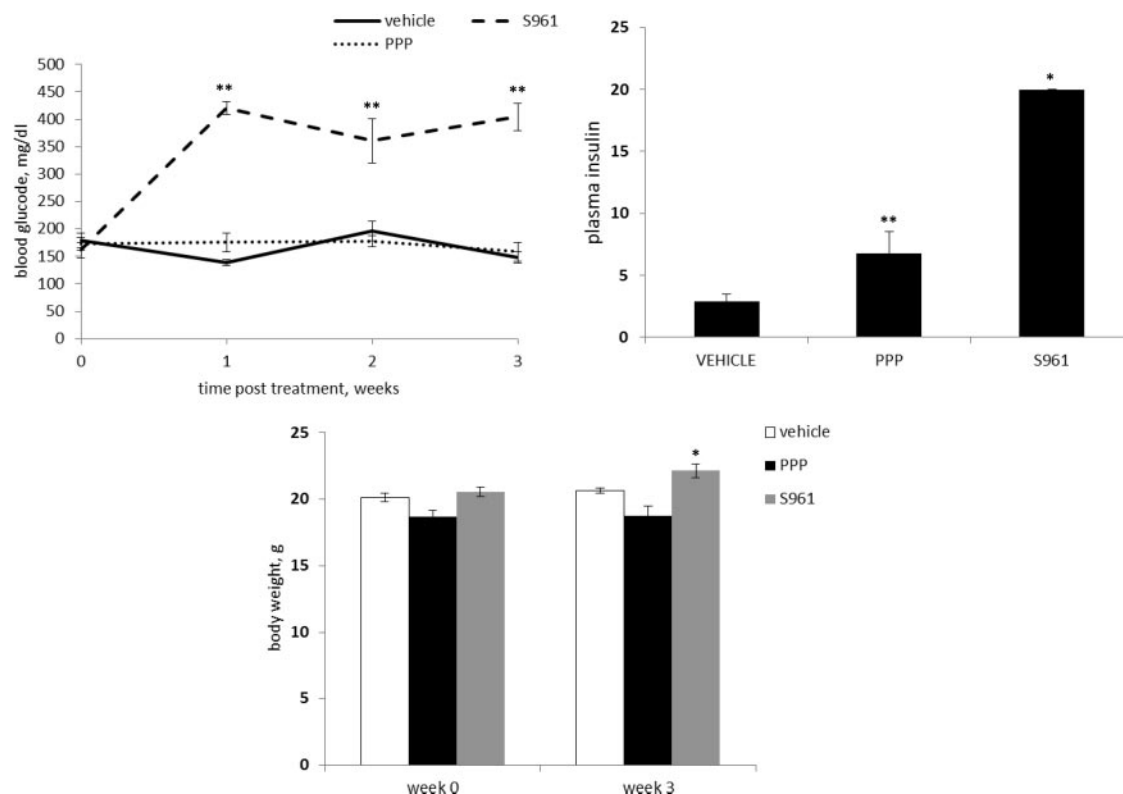 vehicle S961
PPP
500
450
400
350
300
250
200
150
100
50
0
blood glucode, mg/dl
** ** **
0 1 2 3
time post treatment, weeks
25
20
15
10
5
0
plasma insulin
**
*
VEHICLE PPP S961
25
20
15
10
5
0
body weight, g
*
week 0 week 3
vehicle
PPP
S961